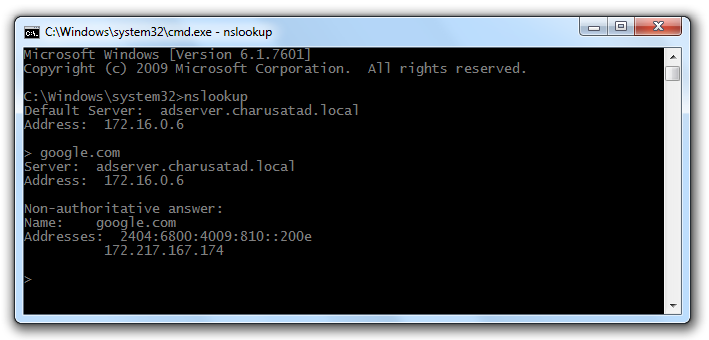 C:\Windows\system32\cmd.exe - nslookup
Microsoft Windows [Version 6.1.7601]
Copyright (c) 2009 Microsoft Corporation.  All rights reserved.
C:\Windows\system32>nslookup
Default Server:  adserver.charusatad.local
Address:  172.16.0.6
> google.com
Server:  adserver.charusatad.local
Address:  172.16.0.6
Non-authoritative answer:
Name:    google.com
Addresses:  2404:6800:4009:810::200e
172.217.167.174
>